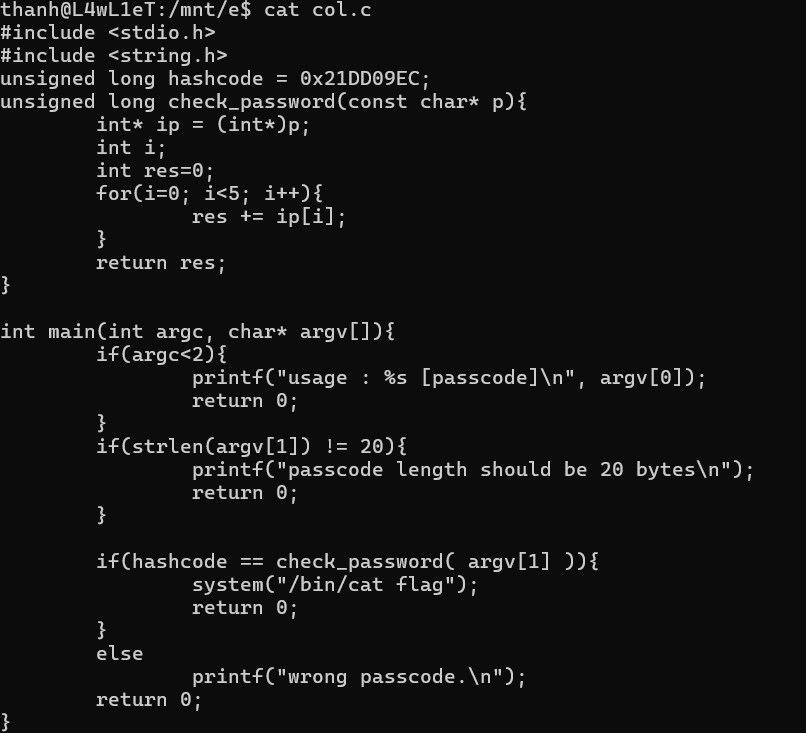 thanh@L4wL1eT:/mnt/e$ cat col.c
#include <stdio.h>
#include <string.h>
unsigned long hashcode = 0x21DD09EC;
unsigned long check_password(const char* p){
        int* ip = (int*)p;
        int i;
        int res=0;
        for(i=0; i<5; i++){
                res += ip[i];
        }
        return res;
}

int main(int argc, char* argv[]){
        if(argc<2){
                printf("usage : %s [passcode]\n", argv[0]);
                return 0;
        }
        if(strlen(argv[1]) != 20){
                printf("passcode length should be 20 bytes\n");
                return 0;
        }

        if(hashcode == check_password( argv[1] )){
                system("/bin/cat flag");
                return 0;
        }
        else
                printf("wrong passcode.\n");
        return 0;
}